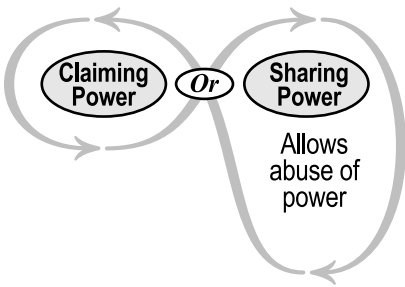 Claiming
Power
Or
Sharing
Power
Allows
abuse of
power